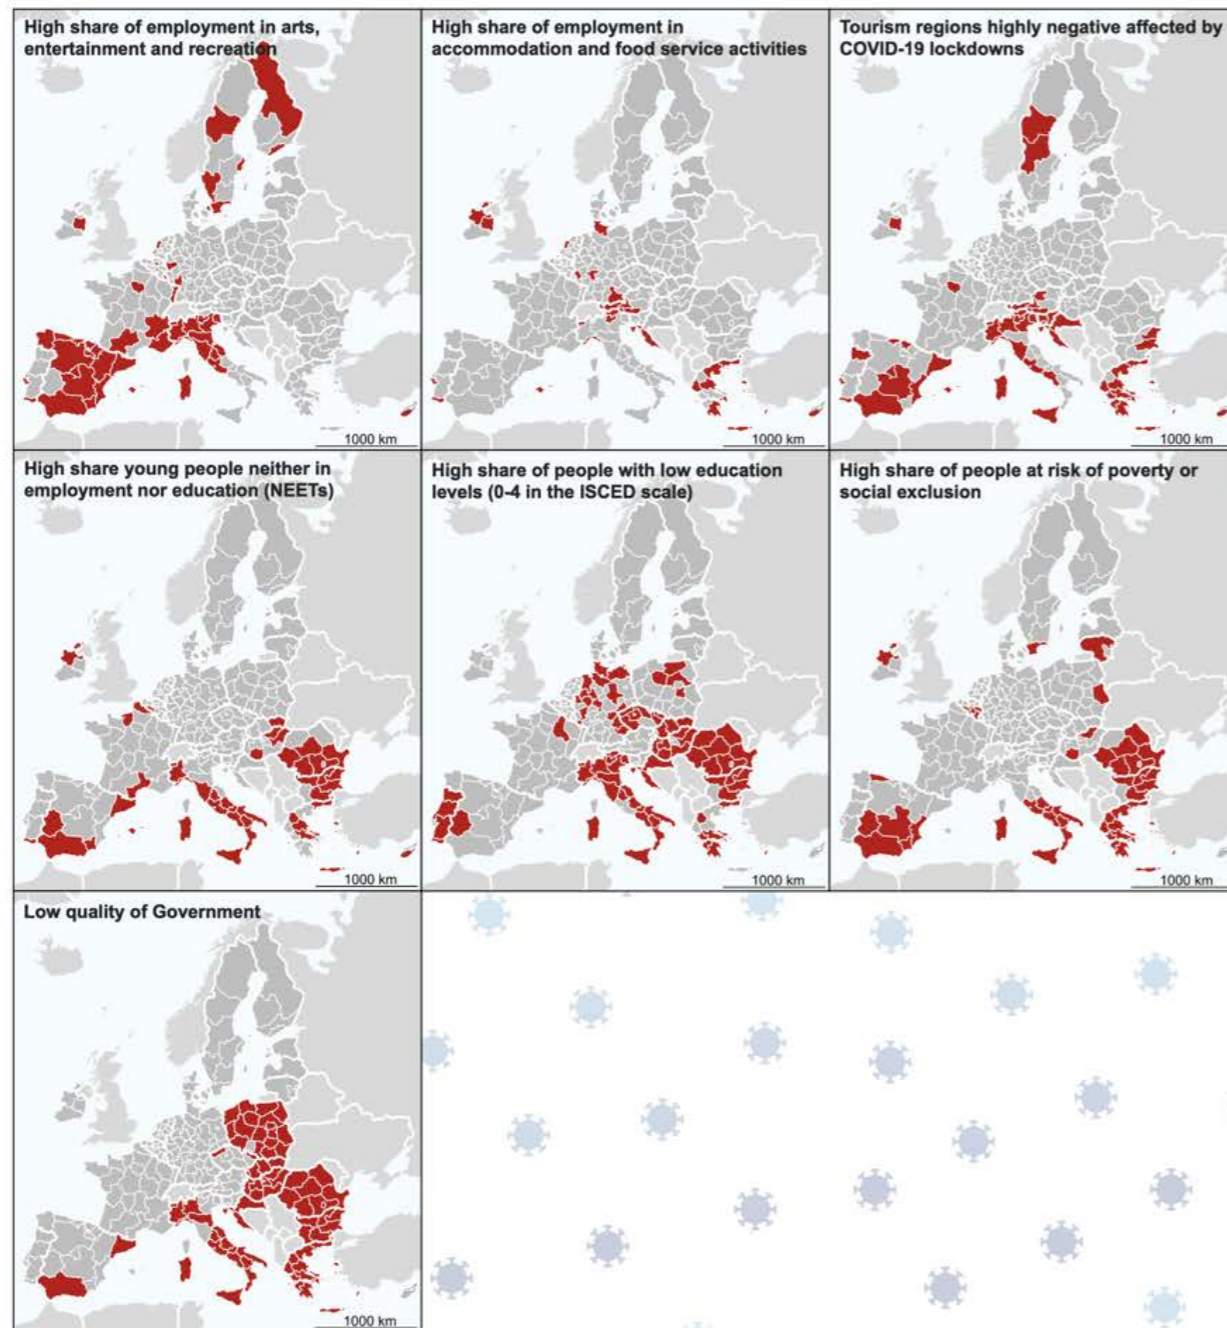 High share of employment in arts,
entertainment and recreation
1000 km
High share of employment in
accommodation and food service activities
1000 km
Tourism regions highly negative affected by
COVID-19 lockdowns
1000 km
High share young people neither in
employment nor education (NEETs)
1000 km
High share of people with low education
levels (0-4 in the ISCED scale)
1000 km
High share of people at risk of poverty or
social exclusion
1000 km
Low quality of Government
1000 km